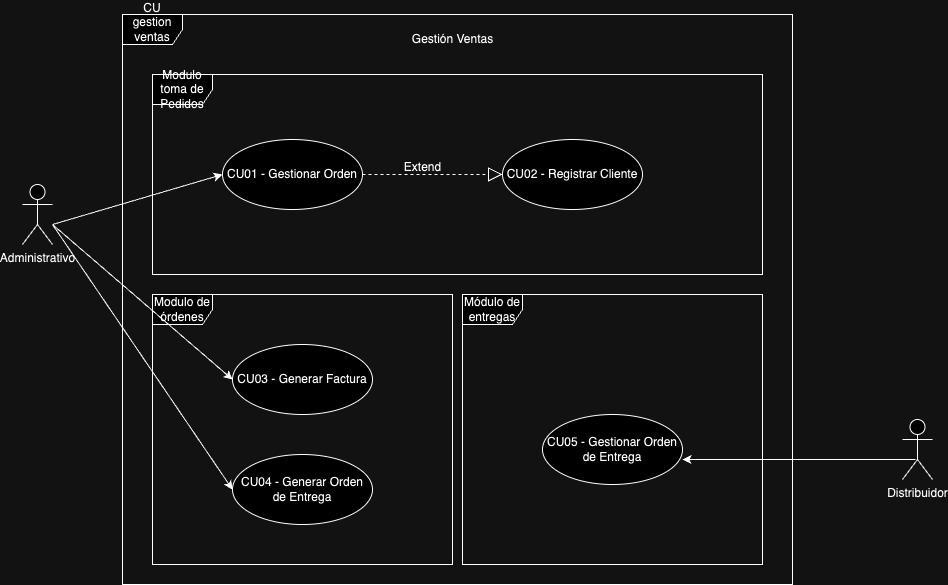 CU
gestion
ventas
Gestión Ventas
Modulo
toma de
Pedidos
CU01 - Gestionar Orden
Extend
CU02 - Registrar Cliente
Administrativo
Modulo de
órdenes
Módulo de
entregas
CU03 - Generar Factura
CU04 - Generar Orden
de Entrega
CU05 - Gestionar Orden
de Entrega
Distribuidor